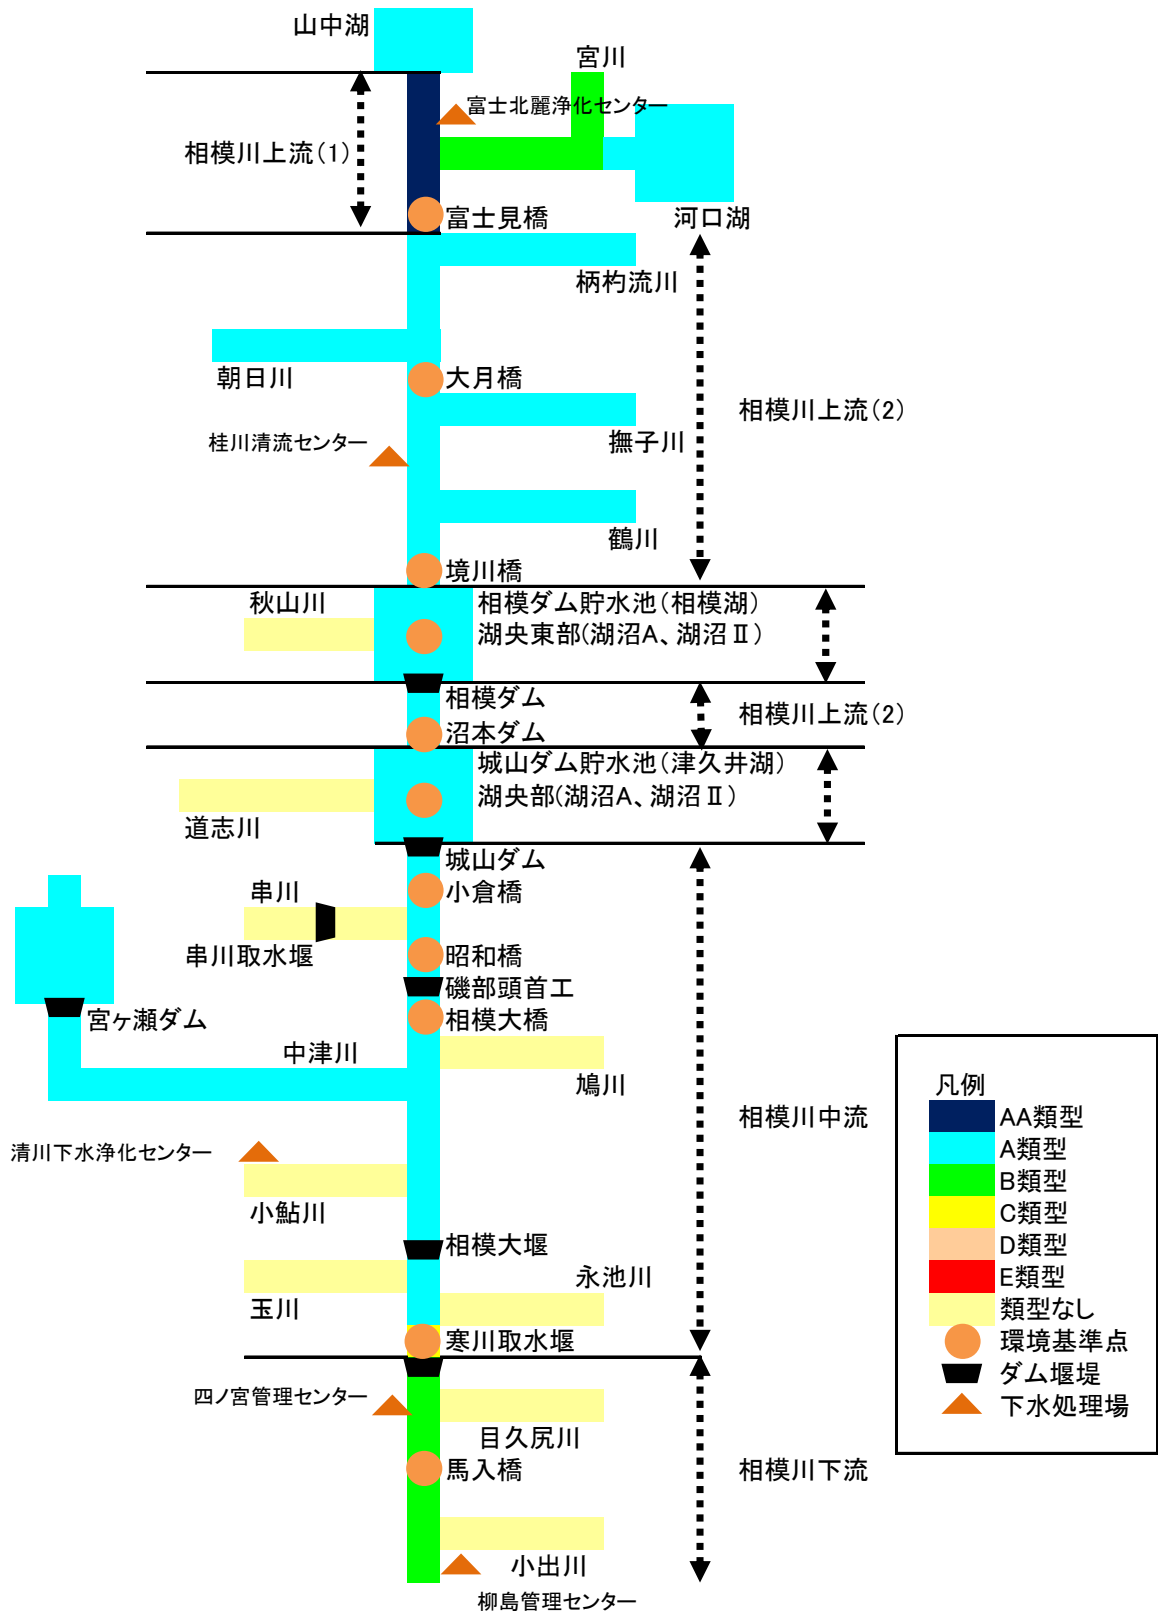 山中湖
宮川
富士北麗浄化センター
相模川上流(1)
富士見橋
河口湖
柄杓流川
朝日川
大月橋
相模川上流(2)
撫子川
桂川清流センター
鶴川
境川橋
秋山川
相模ダム貯水池(相模湖)
湖央東部(湖沼A、湖沼Ⅱ)
相模ダム
相模川上流(2)
沼本ダム
城山ダム貯水池(津久井湖)
湖央部(湖沼A、湖沼Ⅱ)
道志川
城山ダム
串川
小倉橋
串川取水堰
昭和橋
磯部頭首工
宮ヶ瀬ダム
相模大橋
中津川
鳩川
相模川中流
清川下水浄化センター
小鮎川
相模大堰
永池川
玉川
寒川取水堰
四ノ宮管理センター
目久尻川
馬入橋
相模川下流
小出川
柳島管理センター
凡例
AA類型
A類型
B類型
C類型
D類型
E類型
類型なし
環境基準点
ダム堰堤
下水処理場